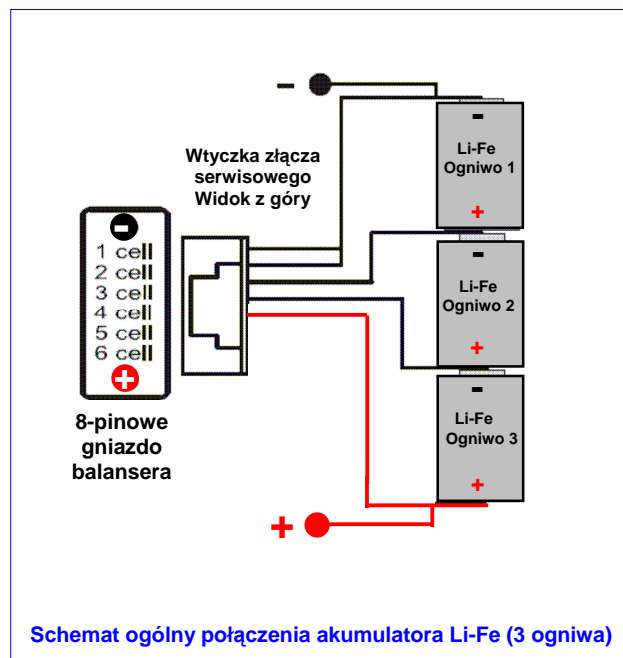 -
-
Li-Fe
Ogniwo 1
+
Wtyczka złącza
serwisowego
Widok z góry
-
1 cell
2 cell
3 cell
4 cell
5 cell
6 cell
+
8-pinowe
gniazdo
balansera
-
Li-Fe
Ogniwo 2
+
-
Li-Fe
Ogniwo 3
+
+
Schemat ogólny połączenia akumulatora Li-Fe (3 ogniwa)